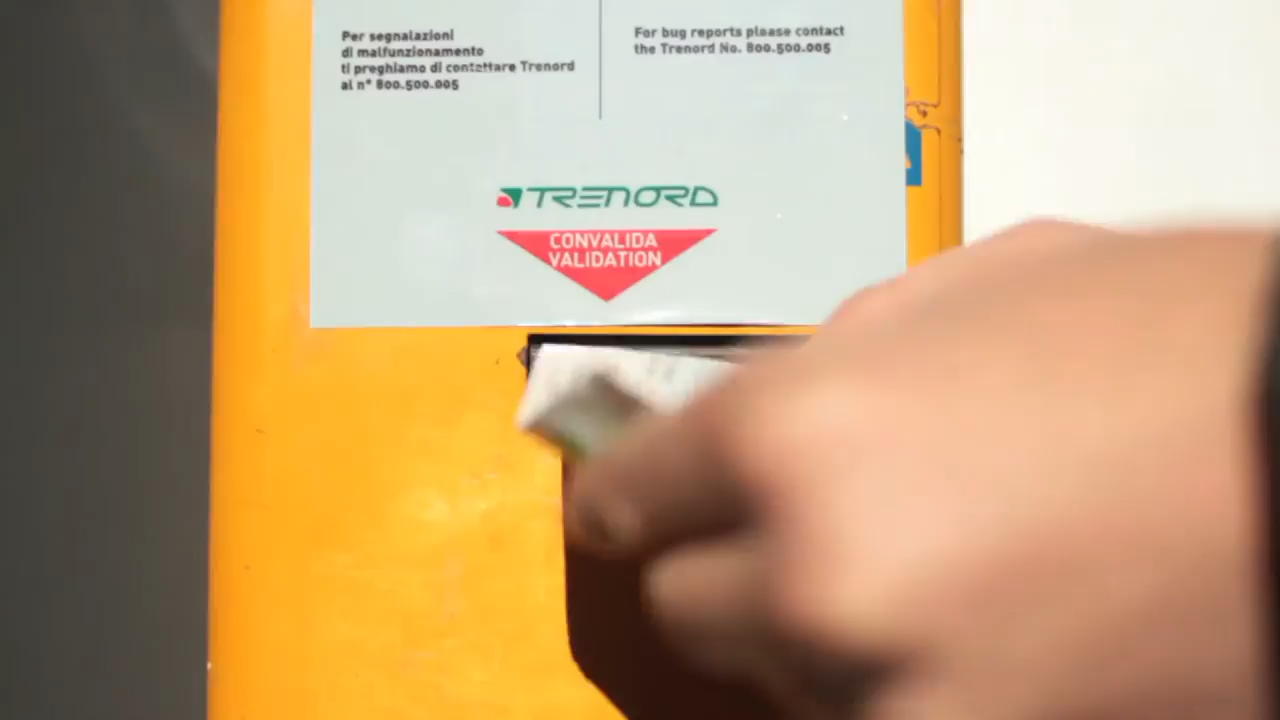 Per segnalazioni
di malfunzionamento
ti preghiamo di contattare Trenord
al n° 800.500.005
For bug reports please contact
the Trenord No. 800.500.005
TRENORD
CONVALIDA
VALIDATION